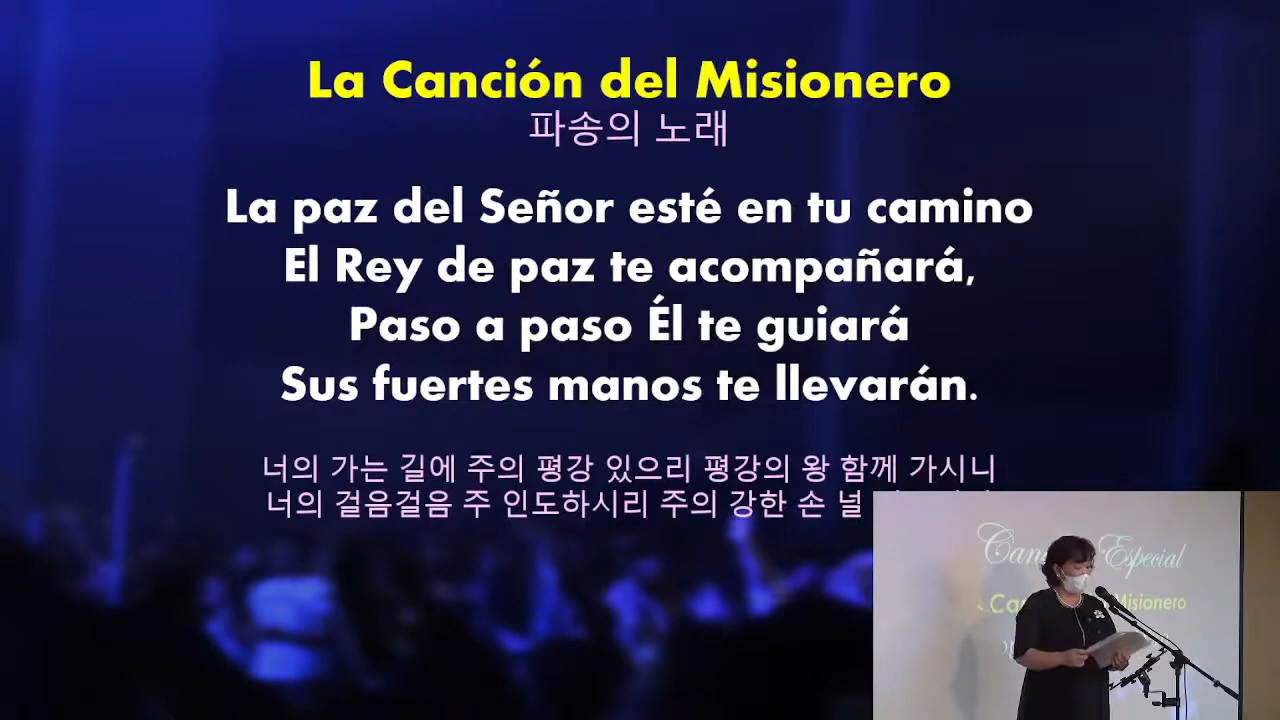 La Canción del Misionero
파송의 노래
La paz del Señor esté en tu camino
El Rey de paz te acompañará,
Paso a paso Él te guiará
Sus fuertes manos te llevarán.
너의 가는 길에 주의 평강 있으리 평강의 왕 함께 가시니
너의 걸음걸음 주 인도하시리 주의 강한 손 널
Especial
Misionero